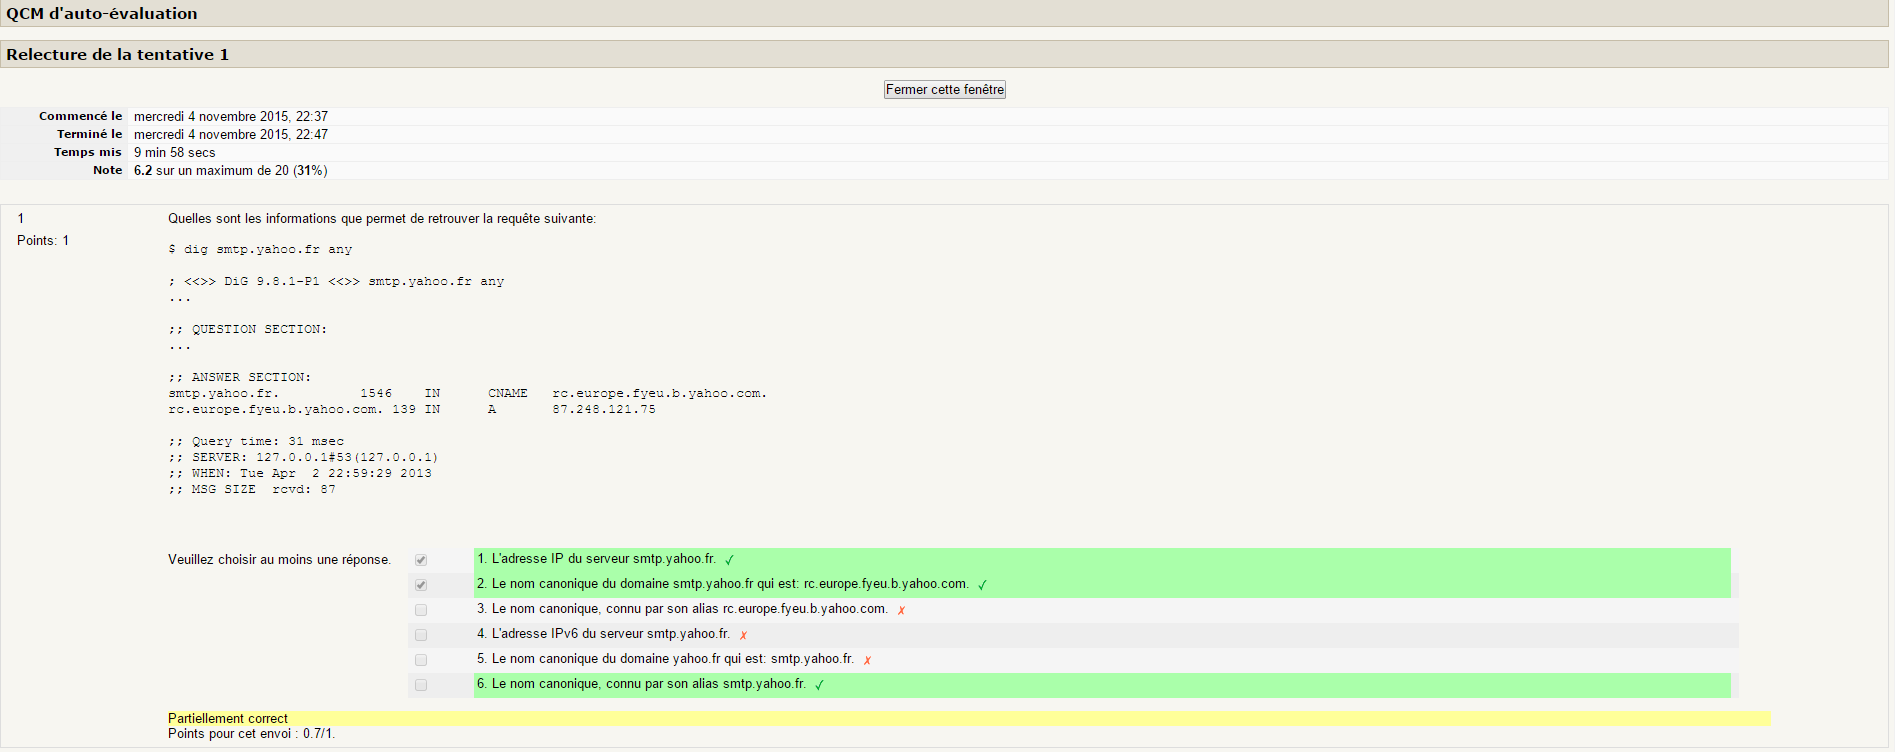 QCM d'auto-évaluation
Relecture de la tentative 1
Fermer cette fenêtre
Commencé le mercredi 4 novembre 2015, 22:37
Terminé le mercredi 4 novembre 2015, 22:47
Temps mis 9 min 58 secs
Note 6.2 sur un maximum de 20 (31%)
1
Points: 1
Quelles sont les informations que permet de retrouver la requête suivante:
$ dig smtp.yahoo.fr any
; <<>> DiG 9.8.1-P1 <<>> smtp.yahoo.fr any
...
;; QUESTION SECTION:
...
;; ANSWER SECTION:
smtp.yahoo.fr. 1546 IN CNAME rc.europe.fyeu.b.yahoo.com.
rc.europe.fyeu.b.yahoo.com. 139 IN A 87.248.121.75
;; Query time: 31 msec
;; SERVER: 127.0.0.1#53(127.0.0.1)
;; WHEN: Tue Apr  2 22:59:29 2013
;; MSG SIZE  rcvd: 87
Veuillez choisir au moins une réponse.
1. L'adresse IP du serveur smtp.yahoo.fr. ✓
2. Le nom canonique du domaine smtp.yahoo.fr qui est: rc.europe.fyeu.b.yahoo.com. ✓
3. Le nom canonique, connu par son alias rc.europe.fyeu.b.yahoo.com. ✗
4. L'adresse IPv6 du serveur smtp.yahoo.fr. ✗
5. Le nom canonique du domaine yahoo.fr qui est: smtp.yahoo.fr. ✗
6. Le nom canonique, connu par son alias smtp.yahoo.fr. ✓
Partiellement correct
Points pour cet envoi : 0.7/1.